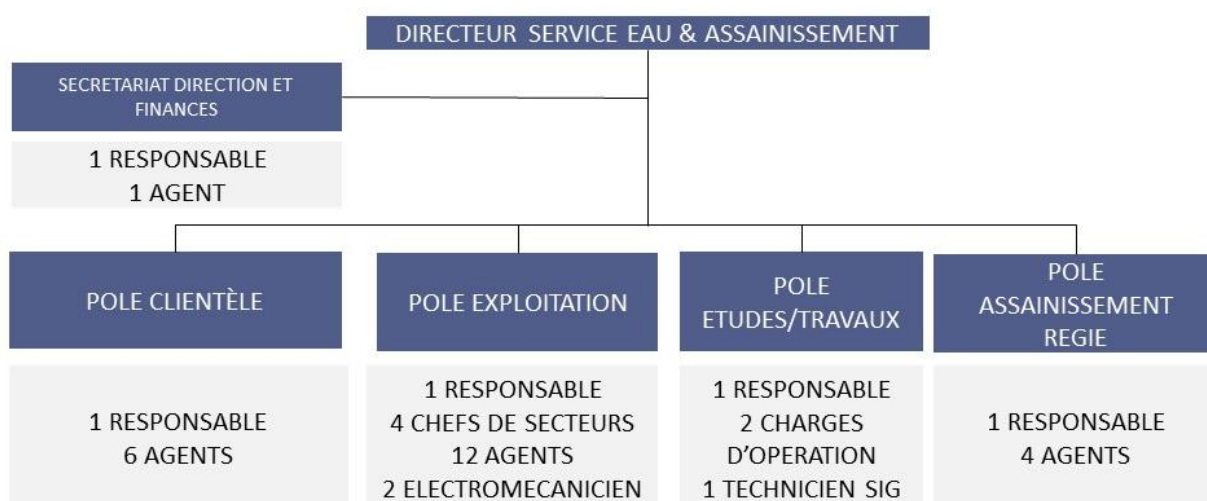 DIRECTEUR SERVICE EAU & ASSAINISSEMENT
SECRETARIAT DIRECTION ET
FINANCES
1 RESPONSABLE
1 AGENT
POLE CLIENTÈLE
1 RESPONSABLE
6 AGENTS
POLE EXPLOITATION
1 RESPONSABLE
4 CHEFS DE SECTEURS
12 AGENTS
2 ELECTROMECANICIEN
POLE
ETUDES/TRAVAUX
1 RESPONSABLE
2 CHARGES
D'OPERATION
1 TECHNICIEN SIG
POLE
ASSAINISSEMENT
REGIE
1 RESPONSABLE
4 AGENTS